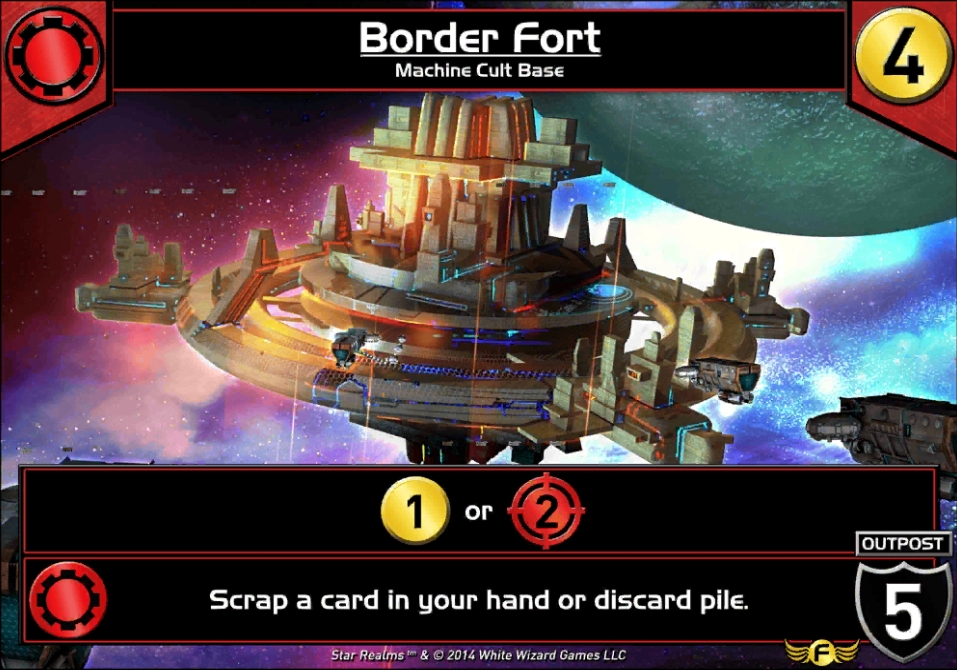 Border Fort
Machine Cult Base
4
1 or 2
OUTPOST
Scrap a card in your hand or discard pile.
5
Star Realms™ & © 2014 White Wizard Games LLC
F